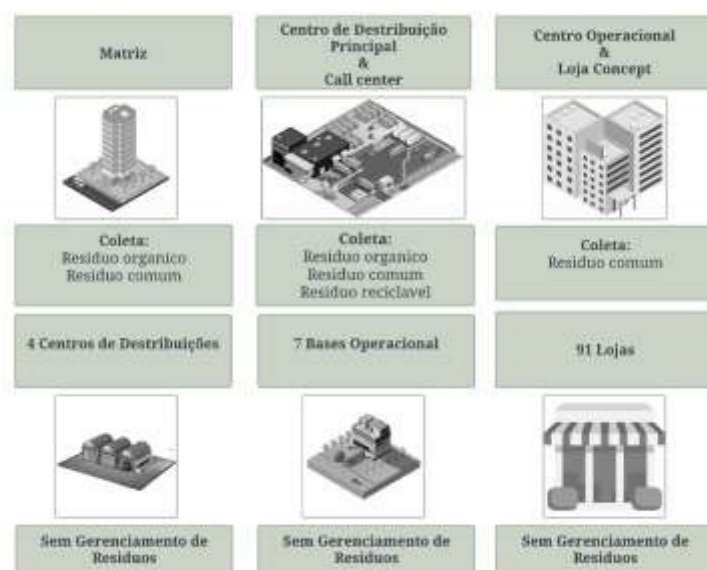 Matriz
Centro de Destribuição
Principal
&
Call center
Centro Operacional
&
Loja Concept
Coleta:
Residuo organico
Residuo comum
Coleta:
Residuo organico
Residuo comum
Residuo reciclavel
Coleta:
Residuo comum
4 Centros de Destribuições
7 Bases Operacional
91 Lojas
Sem Gerenciamento de
Residuos
Sem Gerenciamento de
Residuos
Sem Gerenciamento de
Residuos